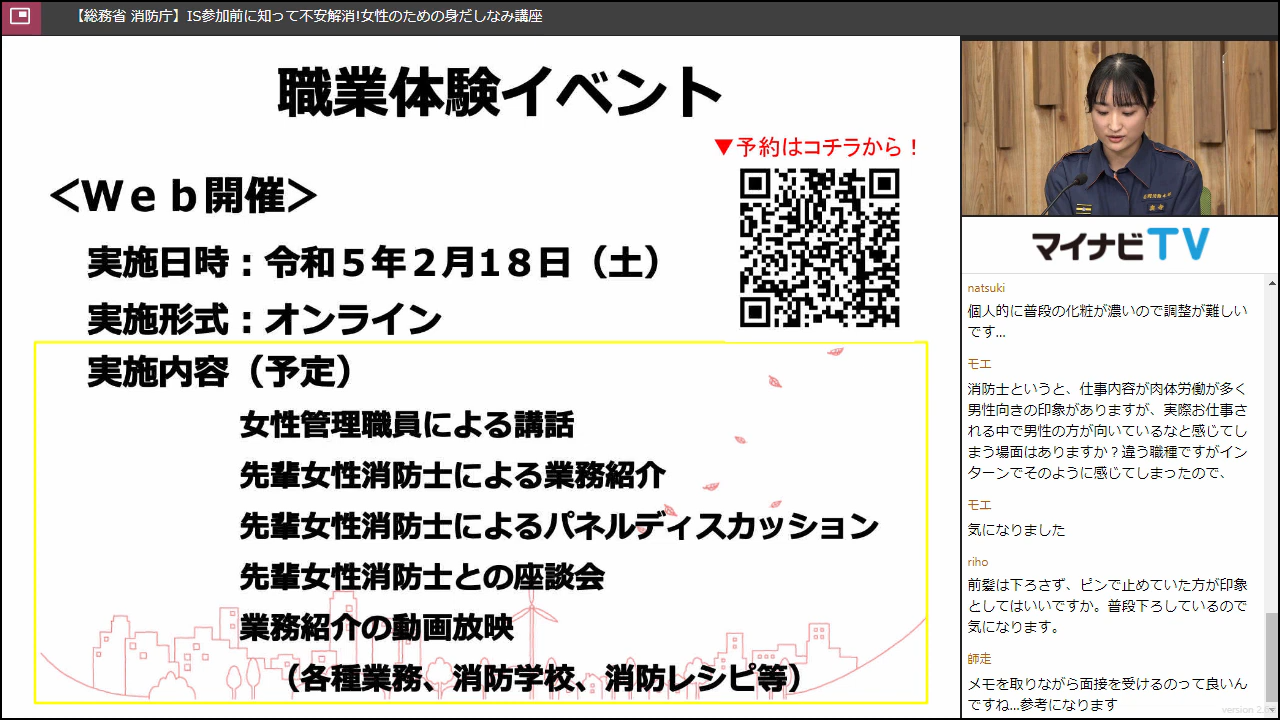 【総務省 消防庁】IS参加前に知って不安解消!女性のための身だしなみ講座
職業体験イベント
▼予約はコチラから！
＜Ｗｅｂ開催＞
実施日時：令和５年２月1８日（土）
実施形式：オンライン
実施内容（予定）
女性管理職員による講話
先輩女性消防士による業務紹介
先輩女性消防士によるパネルディスカッション
先輩女性消防士との座談会
業務紹介の動画放映
（各種業務、消防学校、消防レシピ等）
マイナビTV
natsuki
個人的に普段の化粧が濃いので調整が難しい
です...
モエ
消防士というと、仕事内容が肉体労働が多く
男性向きの印象がありますが、実際お仕事さ
れる中で男性の方が向いているなと感じてし
まう場面はありますか？違う職種ですがイン
ターンでそのように感じてしまったので、
モエ
気になりました
riho
前髪は下ろさず、ピンで止めていた方が印象
としてはいいですか。普段下ろしているので
気になります。
師走
メモを取りながら面接を受けるのって良いん
ですね...参考になります